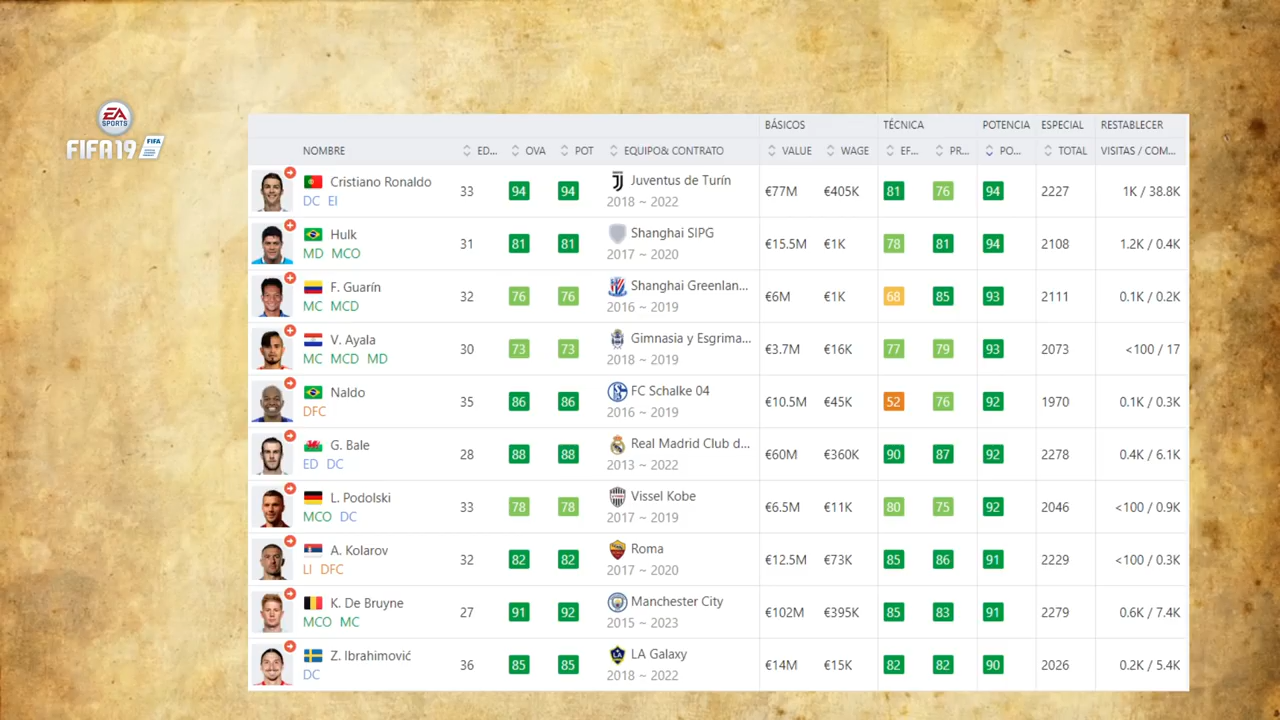 EA
SPORTS
FIFA19 FIFA
BÁSICOS TÉCNICA POTENCIA ESPECIAL RESTABLECER
NOMBRE ED... OVA POT EQUIPO& CONTRATO VALUE WAGE EF... PR... PO... TOTAL VISITAS / COM...
Cristiano Ronaldo 33 94 94 Juventus de Turín €77M €405K 81 76 94 2227 1K / 38.8K
DC EI 2018 ~ 2022
Hulk 31 81 81 Shanghai SIPG €15.5M €1K 78 81 94 2108 1.2K / 0.4K
MD MCO 2017 ~ 2020
F. Guarín 32 76 76 Shanghai Greenlan... €6M €1K 68 85 93 2111 0.1K / 0.2K
MC MCD 2016 ~ 2019
V. Ayala 30 73 73 Gimnasia y Esgrima... €3.7M €16K 77 79 93 2073 <100 / 17
MC MCD MD 2018 ~ 2019
Naldo 35 86 86 FC Schalke 04 €10.5M €45K 52 76 92 1970 0.1K / 0.3K
DFC 2016 ~ 2019
G. Bale 28 88 88 Real Madrid Club d... €60M €360K 90 87 92 2278 0.4K / 6.1K
ED DC 2013 ~ 2022
L. Podolski 33 78 78 Vissel Kobe €6.5M €11K 80 75 92 2046 <100 / 0.9K
MCO DC 2017 ~ 2019
A. Kolarov 32 82 82 Roma €12.5M €73K 85 86 91 2229 <100 / 0.3K
LI DFC 2017 ~ 2020
K. De Bruyne 27 91 92 Manchester City €102M €395K 85 83 91 2279 0.6K / 7.4K
MCO MC 2015 ~ 2023
Z. Ibrahimović 36 85 85 LA Galaxy €14M €15K 82 82 90 2026 0.2K / 5.4K
DC 2018 ~ 2022